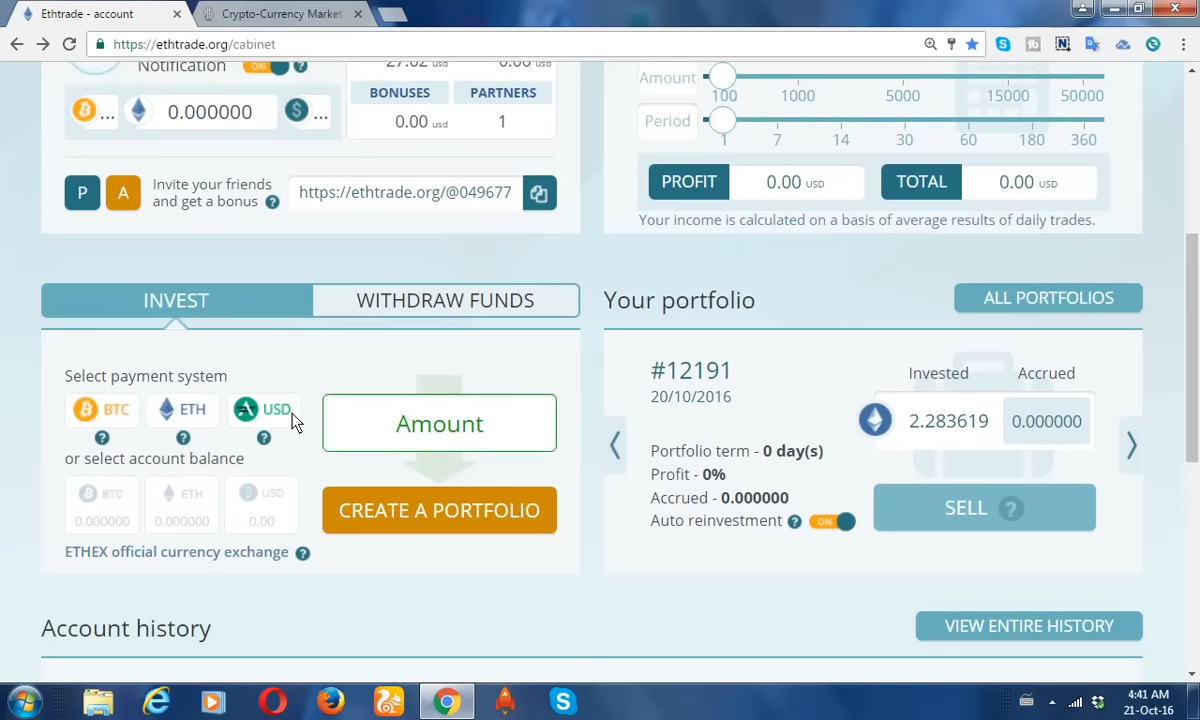 Ethtrade - account
Crypto-Currency Market
https://ethtrade.org/cabinet
Notification ON ?
0.000000
...
...
BONUSES PARTNERS
0.00 usd 1
P A Invite your friends
and get a bonus ?
https://ethtrade.org/@049677
Amount
100 1000 5000 15000 50000
Period
1 7 14 30 60 180 360
PROFIT 0.00 USD TOTAL 0.00 USD
Your income is calculated on a basis of average results of daily trades.
INVEST WITHDRAW FUNDS
Select payment system
BTC ETH USD
? ? ?
or select account balance
BTC ETH USD
0.000000 0.000000 0.00
ETHEX official currency exchange ?
Amount
CREATE A PORTFOLIO
Your portfolio ALL PORTFOLIOS
#12191
20/10/2016
Invested Accrued
2.283619 0.000000
Portfolio term - 0 day(s)
Profit - 0%
Accrued - 0.000000
Auto reinvestment ? ON
SELL ?
Account history VIEW ENTIRE HISTORY
4:41 AM
21-Oct-16